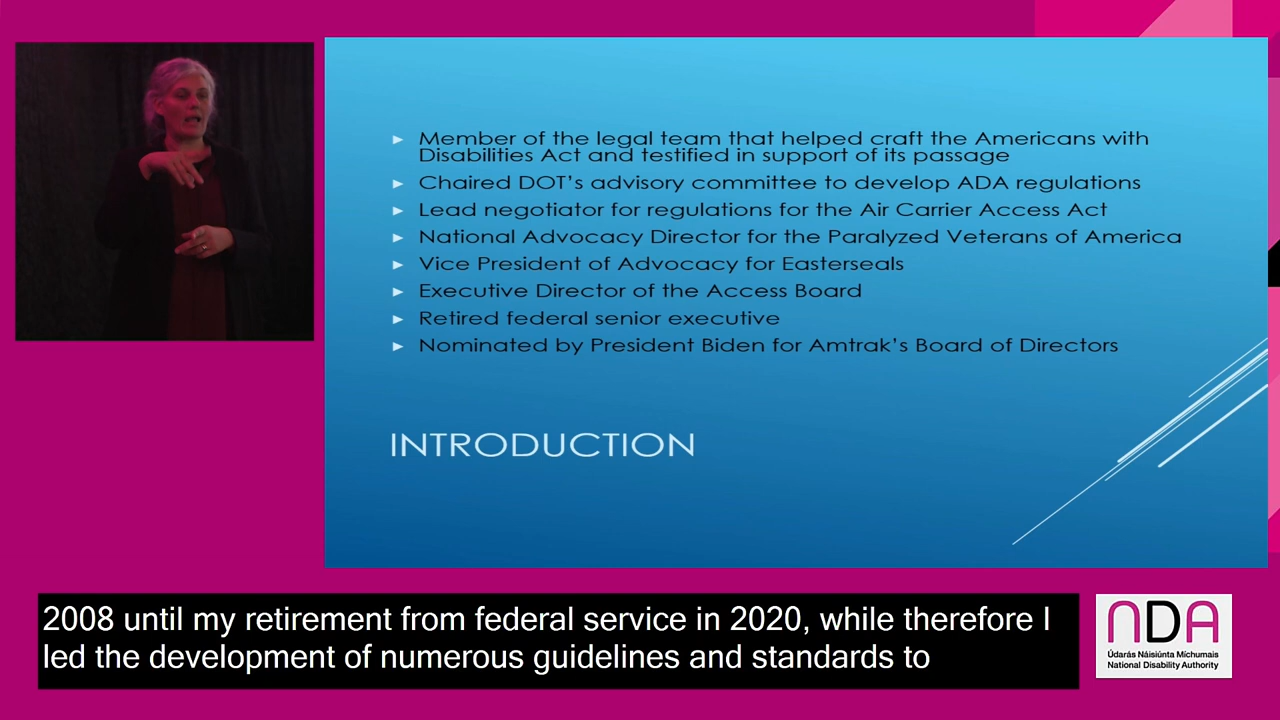 Member of the legal team that helped craft the Americans with
Disabilities Act and testified in support of its passage
Chaired DOT's advisory committee to develop ADA regulations
Lead negotiator for regulations for the Air Carrier Access Act
National Advocacy Director for the Paralyzed Veterans of America
Vice President of Advocacy for Easterseals
Executive Director of the Access Board
Retired federal senior executive
Nominated by President Biden for Amtrak's Board of Directors
INTRODUCTION
2008 until my retirement from federal service in 2020, while therefore I
led the development of numerous guidelines and standards to
NDA
Údarás Náisiúnta Míchumais
National Disability Authority